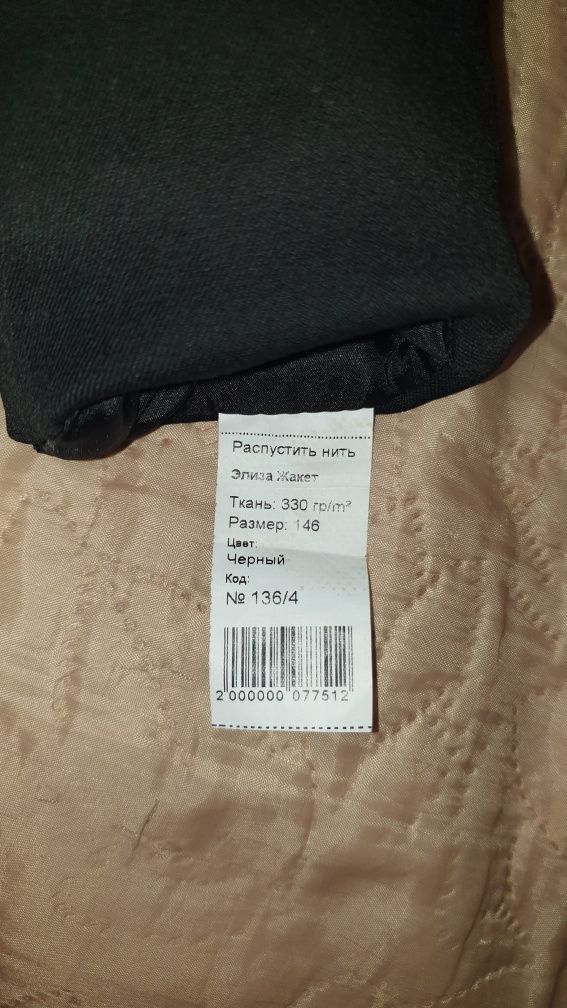 Распустить нить
Элиза Жакет
Ткань: 330 гр/m²
Размер: 146
Цвет:
Черный
Код:
№ 136/4
2 000000 077512